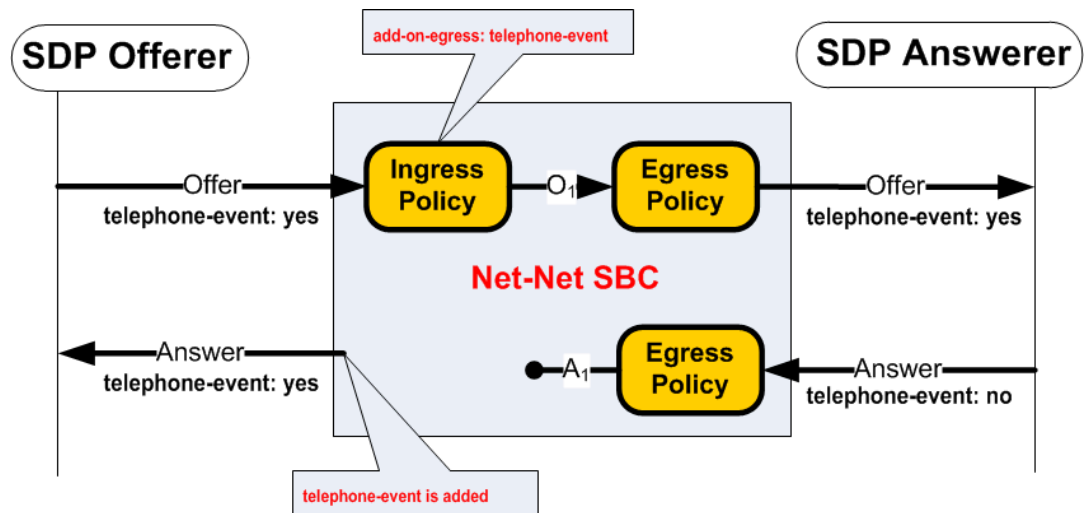 add-on-egress: telephone-event
SDP Offerer
SDP Answerer
Ingress
Policy
Egress
Policy
Offer
O1
Offer
telephone-event: yes
telephone-event: yes
Net-Net SBC
Answer
A1
Egress
Policy
Answer
telephone-event: yes
telephone-event: no
telephone-event is added